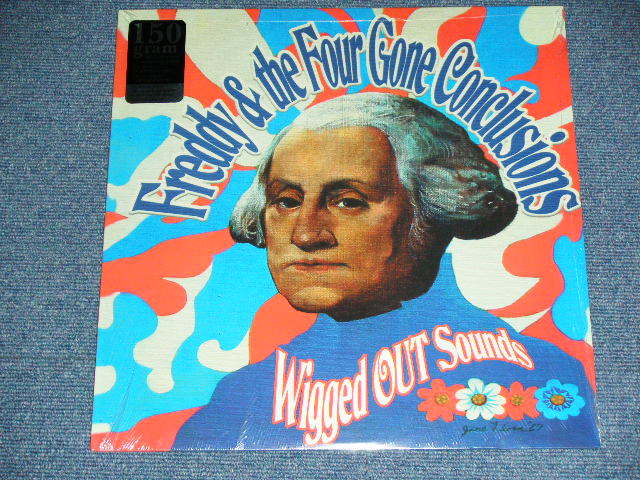 150
gram
Freddy & the Four Gone Conclusions
Wigged OUT Sounds